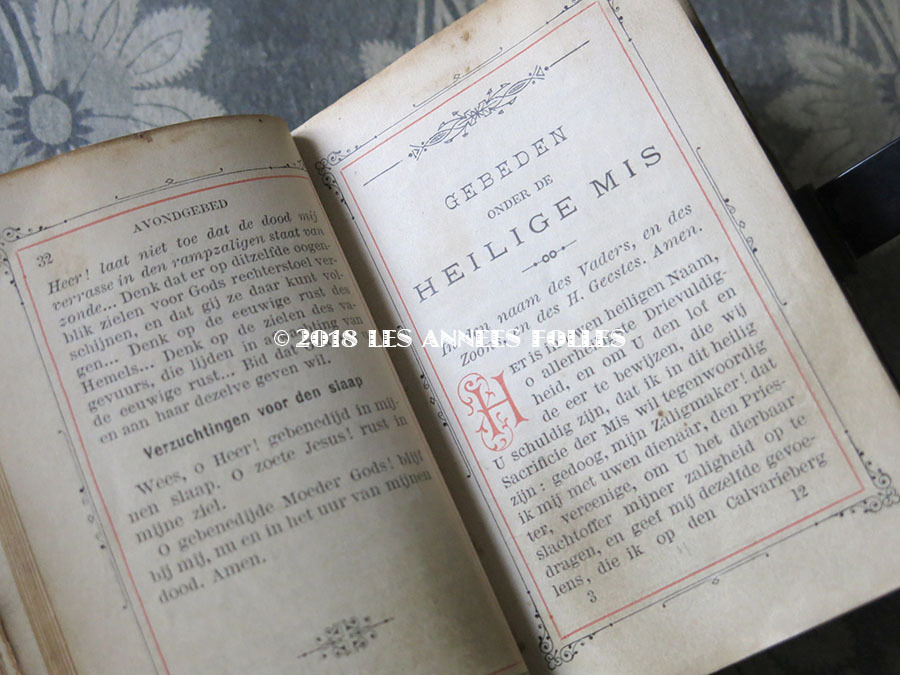 32
AVONDGEBED
Heer! laat niet toe dat de dood mij
verrasse in den rampzaligen staat van
zonde... Denk dat er op ditzelfde oogen-
blik zielen voor Gods rechterstoel ver-
schijnen, en dat gij ze daar kunt vol-
gen... Denk op de eeuwige rust des
Hemels... Denk op de zielen des va-
gevuurs, die lijden in afwachting van
de eeuwige rust... Bid dat God
en aan haar dezelve geven wil.
Verzuchtingen voor den slaap
Wees, o Heer! gebenedijd in mij-
nen slaap. O zoete Jesus! rust in
mijne ziel.
O gebenedijde Moeder Gods! blijf
bij mij, nu en in het uur van mijnen
dood. Amen.
GEBEDEN
ONDER DE
HEILIGE MIS
In den naam des Vaders, en des
Zoons, en des H. Geestes. Amen.
HET is in uwen heiligen Naam,
o allerheiligste Drievuldig-
heid, en om U den lof en
de eer te bewijzen, die wij
U schuldig zijn, dat ik in dit heilig
Sacrificie der Mis wil tegenwoordig
zijn: gedoog, mijn Zaligmaker! dat
ik mij met uwen dienaar, den Pries-
ter, vereenige, om U het dierbaar
slachtoffer mijner zaligheid op te
dragen, en geef mij dezelfde gevoe-
lens, die ik op den Calvarieberg
3
12
© 2018 LES ANNEES FOLLES